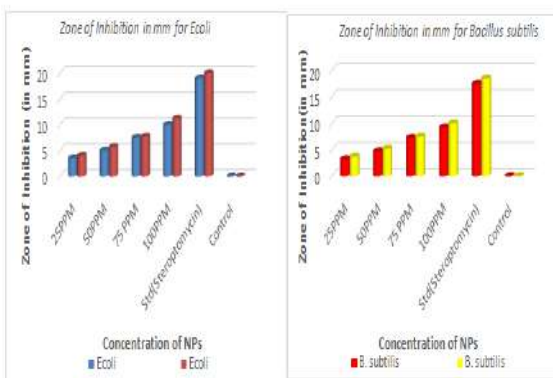 Zone of Inhibition in mm for Ecoli
Zone of Inhibition (in mm)
20
15
10
5
0
25PPM
50PPM
75 PPM
100PPM
Std(Steroptomycin)
Control
Concentration of NPs
Ecoli
Ecoli
Zone of Inhibition in mm for Bacillus subtilis
Zone of Inhibition(in mm)
20
15
10
5
0
25PPM
50PPM
75 PPM
100PPM
Std(Steroptomycin)
Control
Concentration of NPs
B. subtilis
B. subtilis